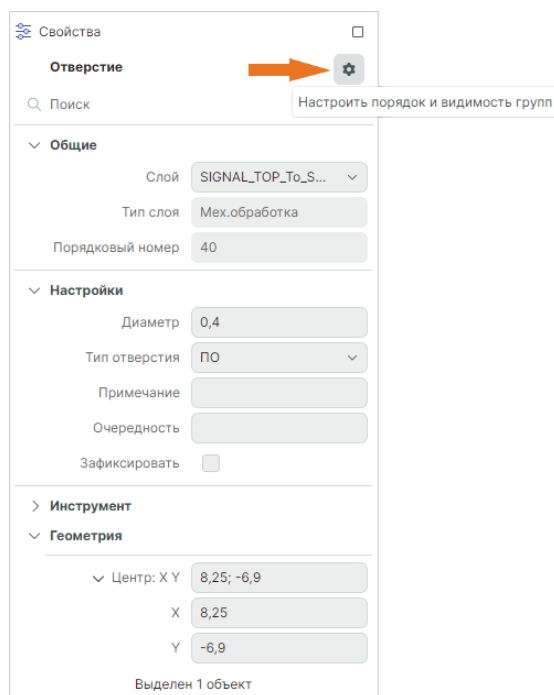 Свойства
Отверстие
Поиск
Настроить порядок и видимость групп
Общие
Слой SIGNAL_TOP_To_S...
Тип слоя Мех.обработка
Порядковый номер 40
Настройки
Диаметр 0,4
Тип отверстия ПО
Примечание
Очередность
Зафиксировать
Инструмент
Геометрия
Центр: X Y 8,25; -6,9
X 8,25
Y -6,9
Выделен 1 объект